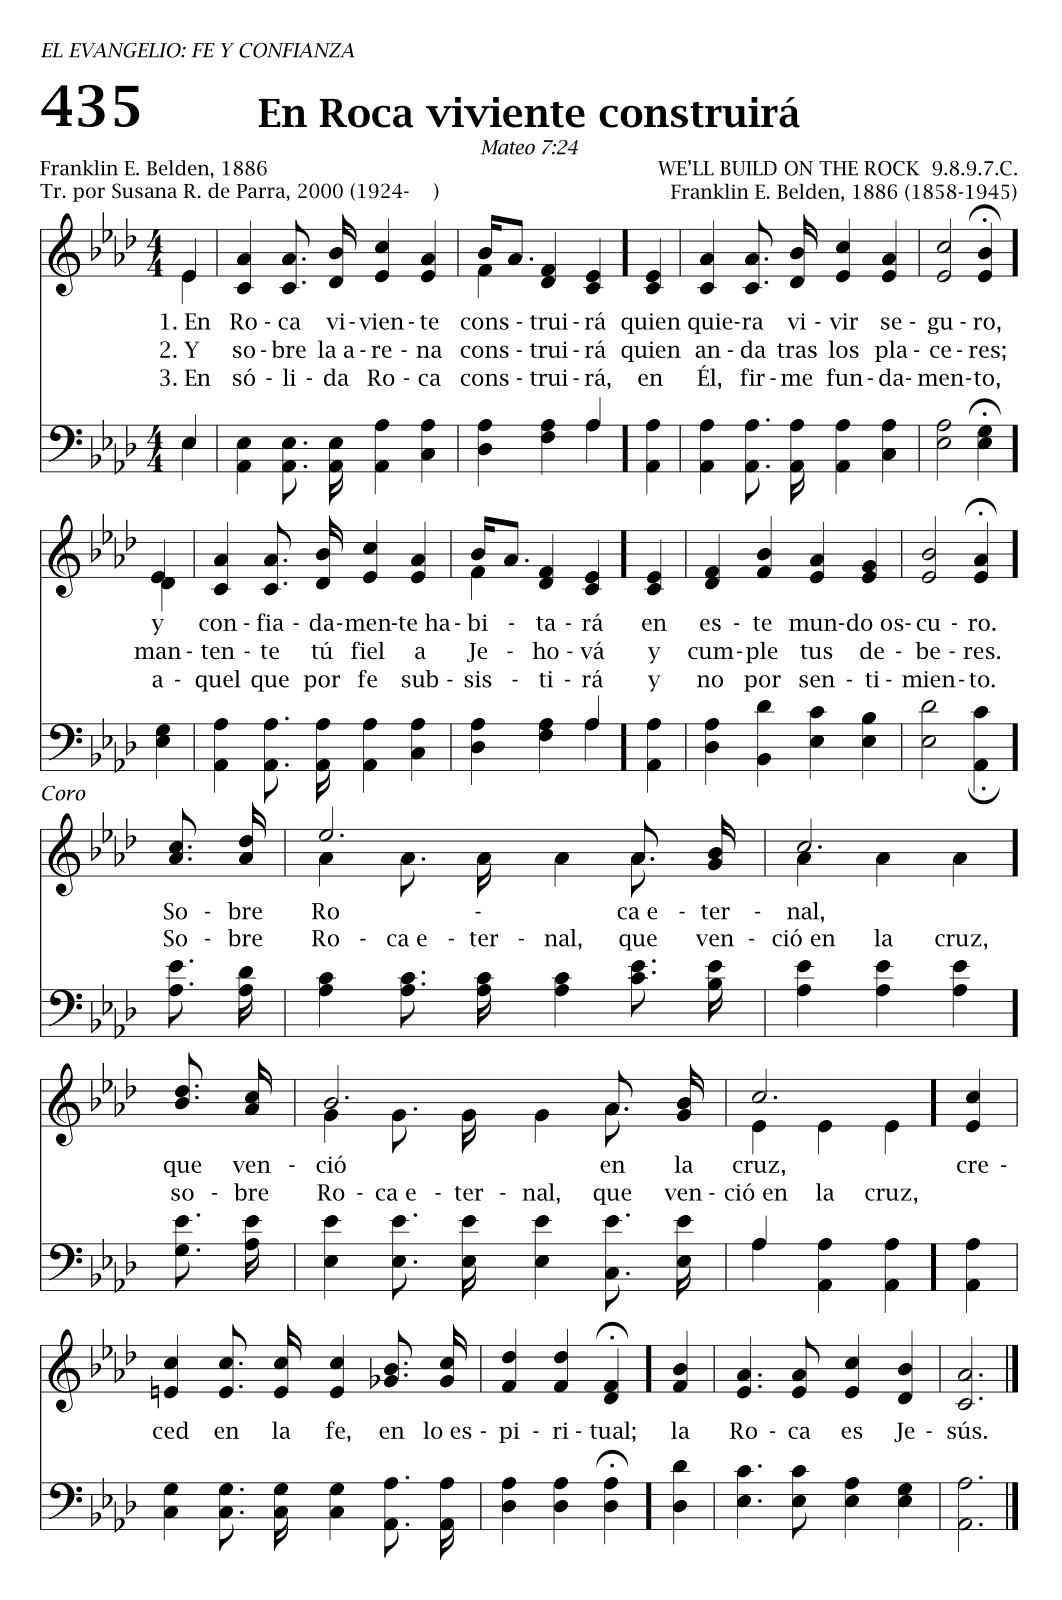 EL EVANGELIO: FE Y CONFIANZA
435 En Roca viviente construirá
Mateo 7:24
Franklin E. Belden, 1886
Tr. por Susana R. de Parra, 2000 (1924- )
WE'LL BUILD ON THE ROCK 9.8.9.7.C.
Franklin E. Belden, 1886 (1858-1945)
4 4
1. En Ro - ca vi - vien - te cons - trui - rá quien quie - ra vi - vir se - gu - ro,
2. Y so - bre la a - re - na cons - trui - rá quien an - da tras los pla - ce - res;
3. En só - li - da Ro - ca cons - trui - rá, en Él, fir - me fun - da - men - to,
4 4
y con - fia - da - men - te ha - bi - ta - rá en es - te mun - do os - cu - ro.
man - ten - te tú fiel a Je - ho - vá y cum - ple tus de - be - res.
a - quel que por fe sub - sis - ti - rá y no por sen - ti - mien - to.
Coro
So - bre Ro - ca e - ter - nal,
So - bre Ro - ca e - ter - nal, que ven - ció en la cruz,
que ven - ció en la cruz, cre -
so - bre Ro - ca e - ter - nal, que ven - ció en la cruz,
ced en la fe, en lo es - pi - ri - tual; la Ro - ca es Je - sús.